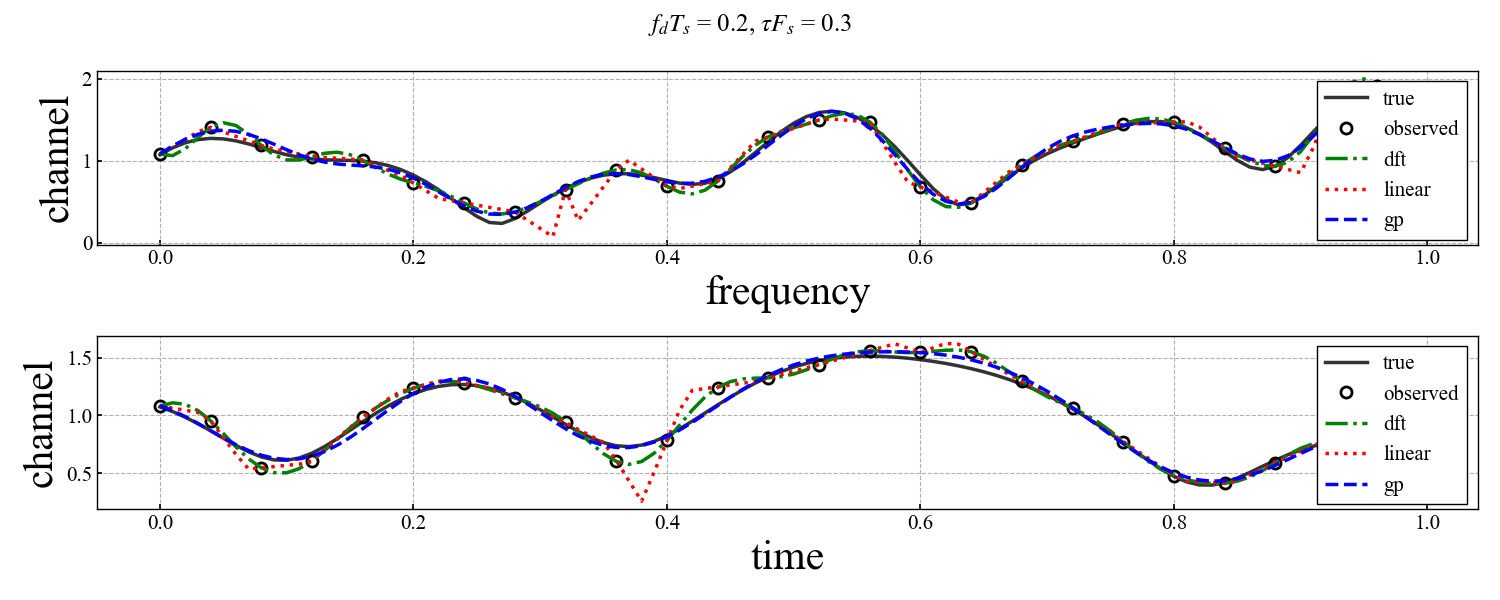 f_dT_s = 0.2, τF_s = 0.3
channel
2
1
0
0.0 0.2 0.4 0.6 0.8 1.0
frequency
true
observed
dft
linear
gp
channel
1.5
1.0
0.5
0.0 0.2 0.4 0.6 0.8 1.0
time
true
observed
dft
linear
gp